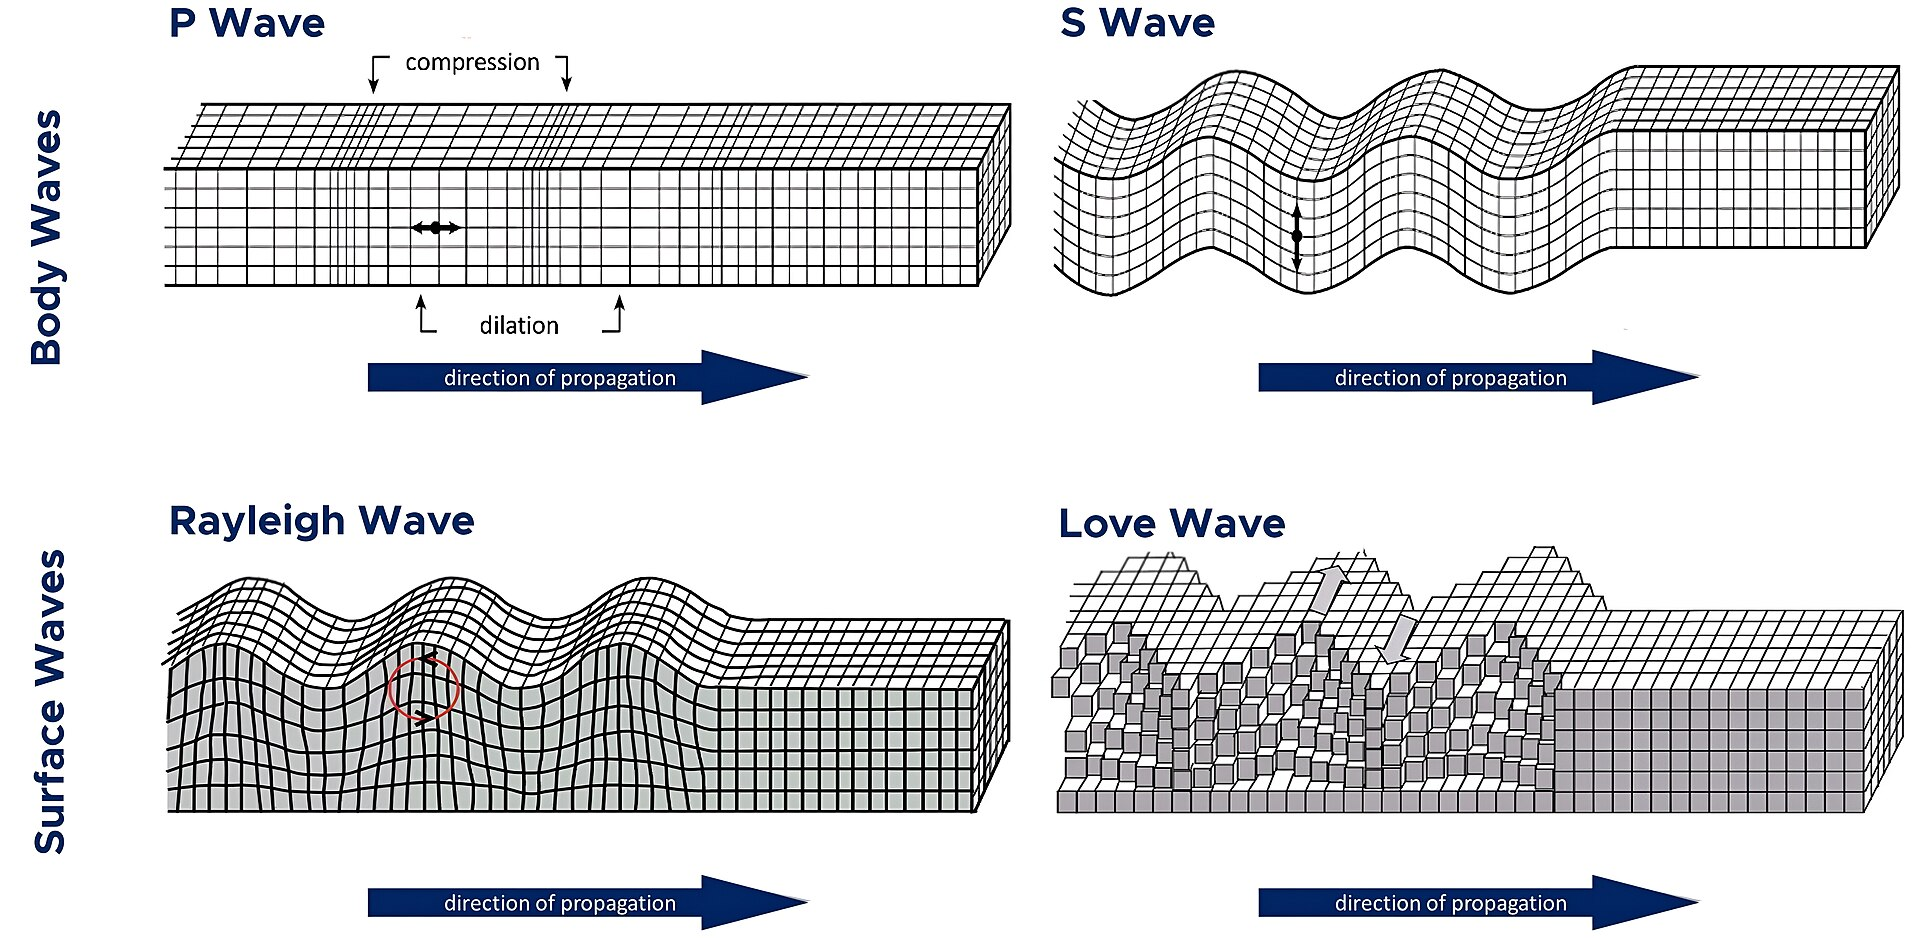 P Wave
S Wave
compression
Body Waves
dilation
direction of propagation
direction of propagation
Rayleigh Wave
Love Wave
Surface Waves
direction of propagation
direction of propagation